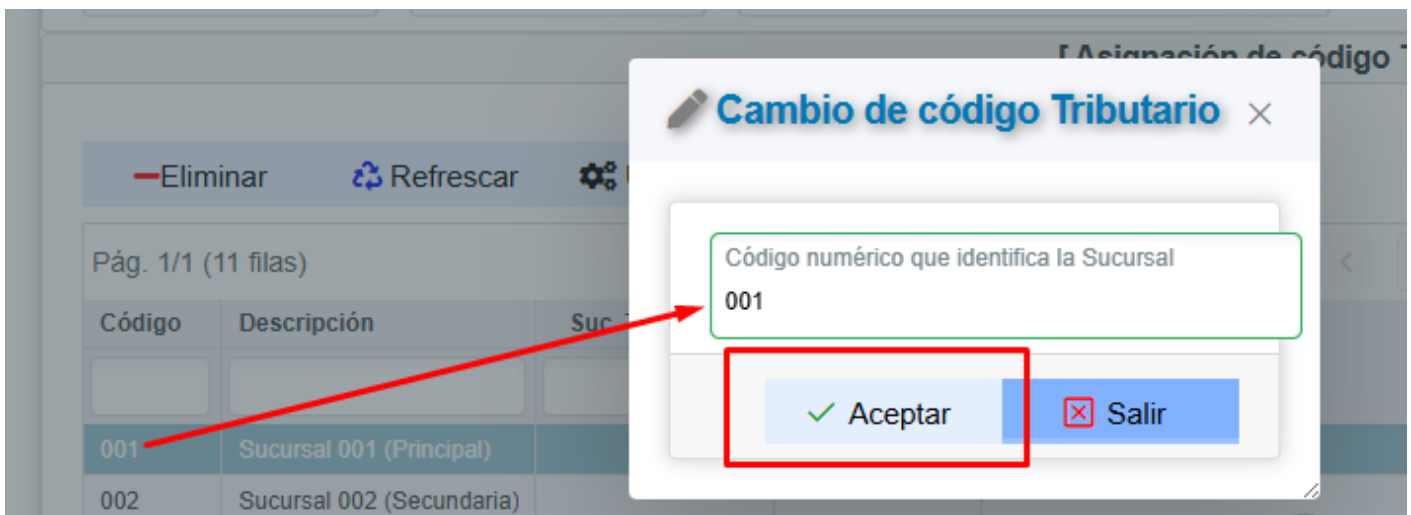 [ Asignación de código
Cambio de código Tributario
Eliminar Refrescar
Pág. 1/1 (11 filas)
Código numérico que identifica la Sucursal
001
Código Descripción Suc.
Aceptar Salir
001 Sucursal 001 (Principal)
002 Sucursal 002 (Secundaria)